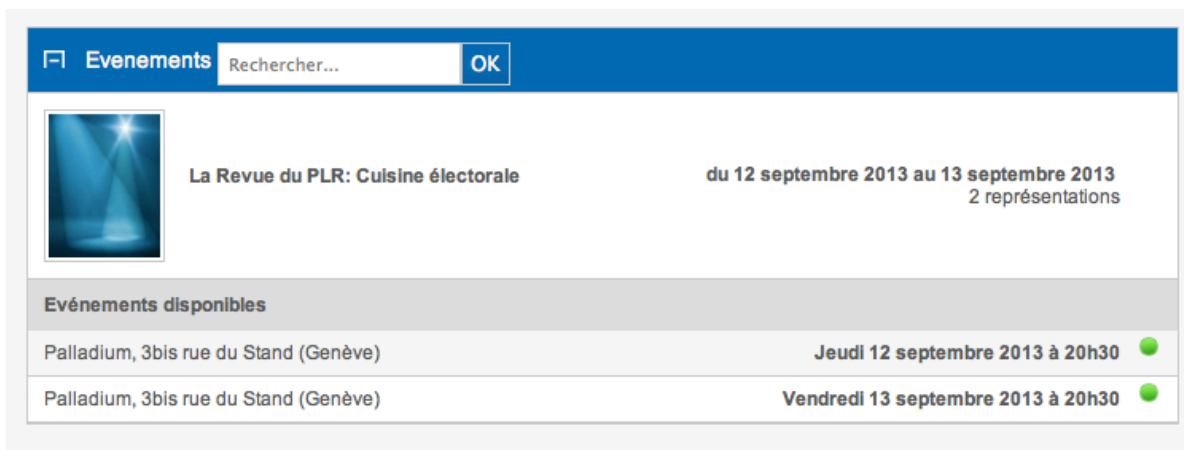 Evenements Rechercher... OK
La Revue du PLR: Cuisine électorale
du 12 septembre 2013 au 13 septembre 2013
2 représentations
Evénements disponibles
Palladium, 3bis rue du Stand (Genève) Jeudi 12 septembre 2013 à 20h30
Palladium, 3bis rue du Stand (Genève) Vendredi 13 septembre 2013 à 20h30